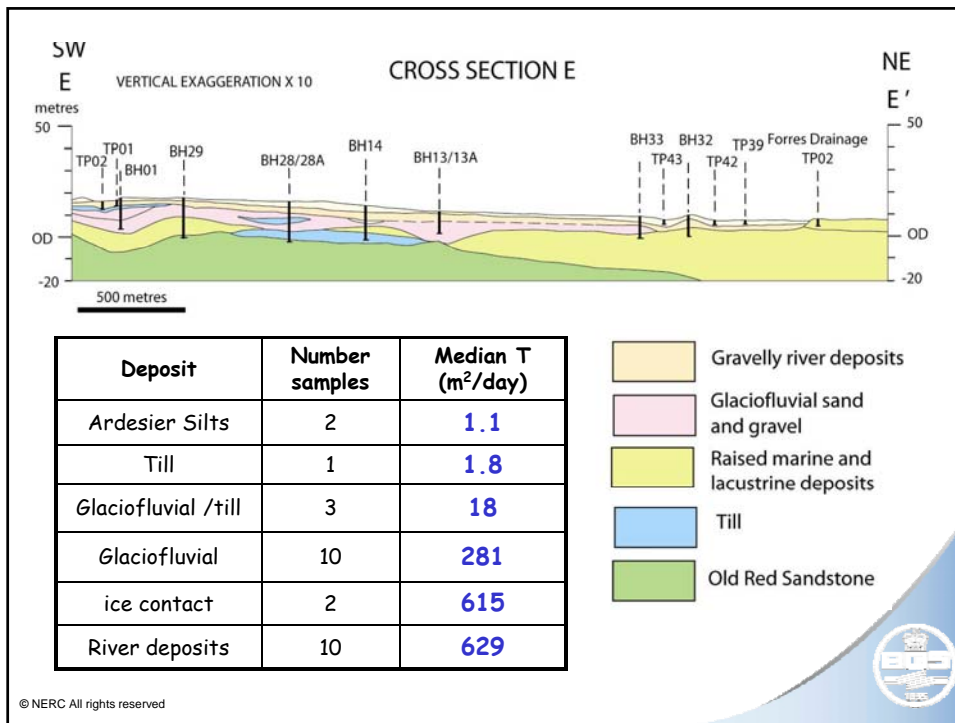 SW
E
VERTICAL EXAGGERATION X 10
CROSS SECTION E
NE
E'
metres
50
OD
-20
TP02
TP01
BH01
BH29
BH28/28A
BH14
BH13/13A
BH33
TP43
BH32
TP42
TP39
Forres Drainage
TP02
50
OD
-20
500 metres
Deposit Number samples Median T (m²/day)
Ardesier Silts 2 1.1
Till 1 1.8
Glaciofluvial /till 3 18
Glaciofluvial 10 281
ice contact 2 615
River deposits 10 629
Gravelly river deposits
Glaciofluvial sand
and gravel
Raised marine and
lacustrine deposits
Till
Old Red Sandstone
© NERC All rights reserved
BGS
1835